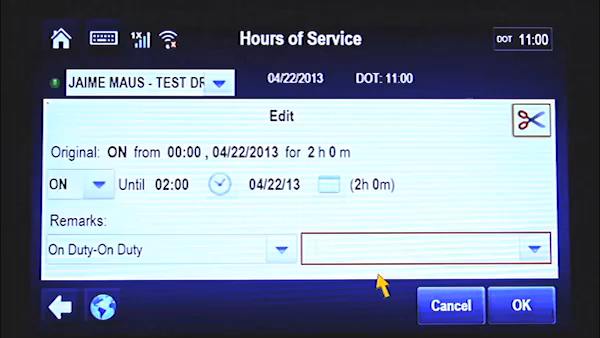 1X
Hours of Service
DOT 11:00
JAIME MAUS - TEST DR
04/22/2013
DOT: 11:00
Edit
Original: ON from 00:00 , 04/22/2013 for 2 h 0 m
ON Until 02:00 04/22/13 (2h 0m)
Remarks:
On Duty-On Duty
Cancel
OK